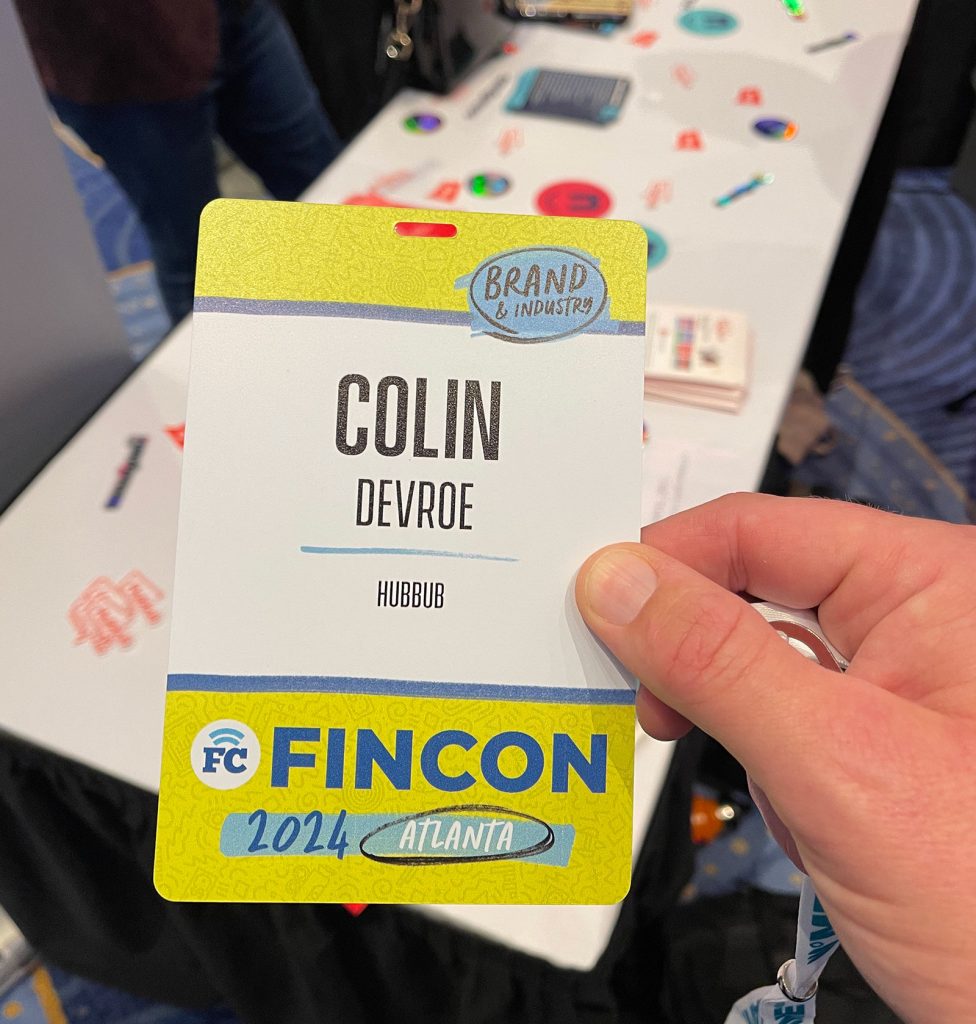 BRAND
& INDUSTRY
COLIN
DEVROE
HUBBUB
FC FINCON
2024 ATLANTA